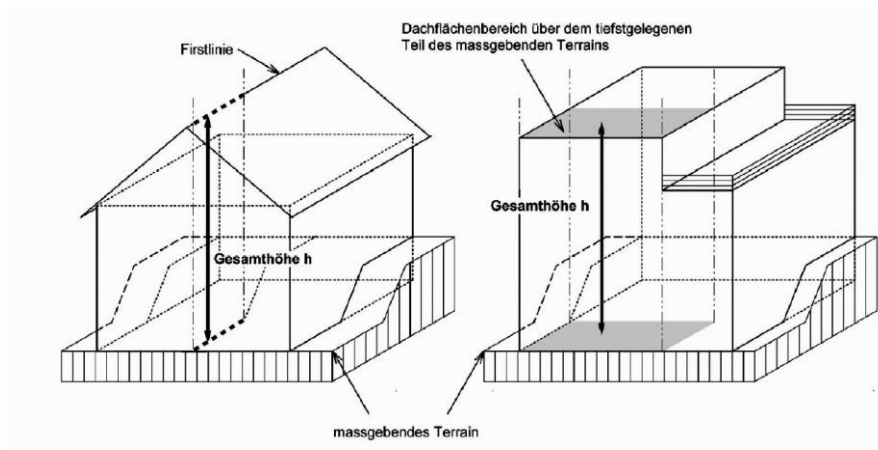 Firstlinie
Dachflächenbereich über dem tiefstgelegenen
Teil des massgebenden Terrains
Gesamthöhe h
Gesamthöhe h
massgebendes Terrain